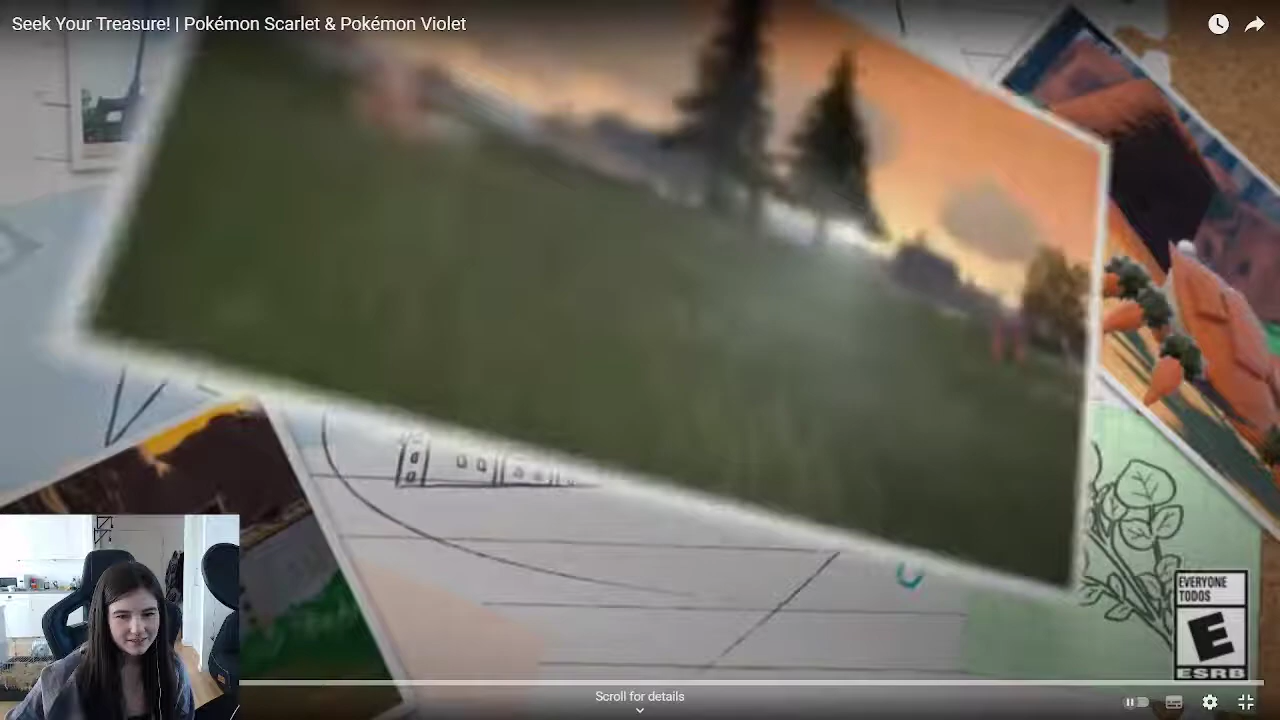 Seek Your Treasure! | Pokémon Scarlet & Pokémon Violet
EVERYONE
TODOS
E
ESRB
Scroll for details